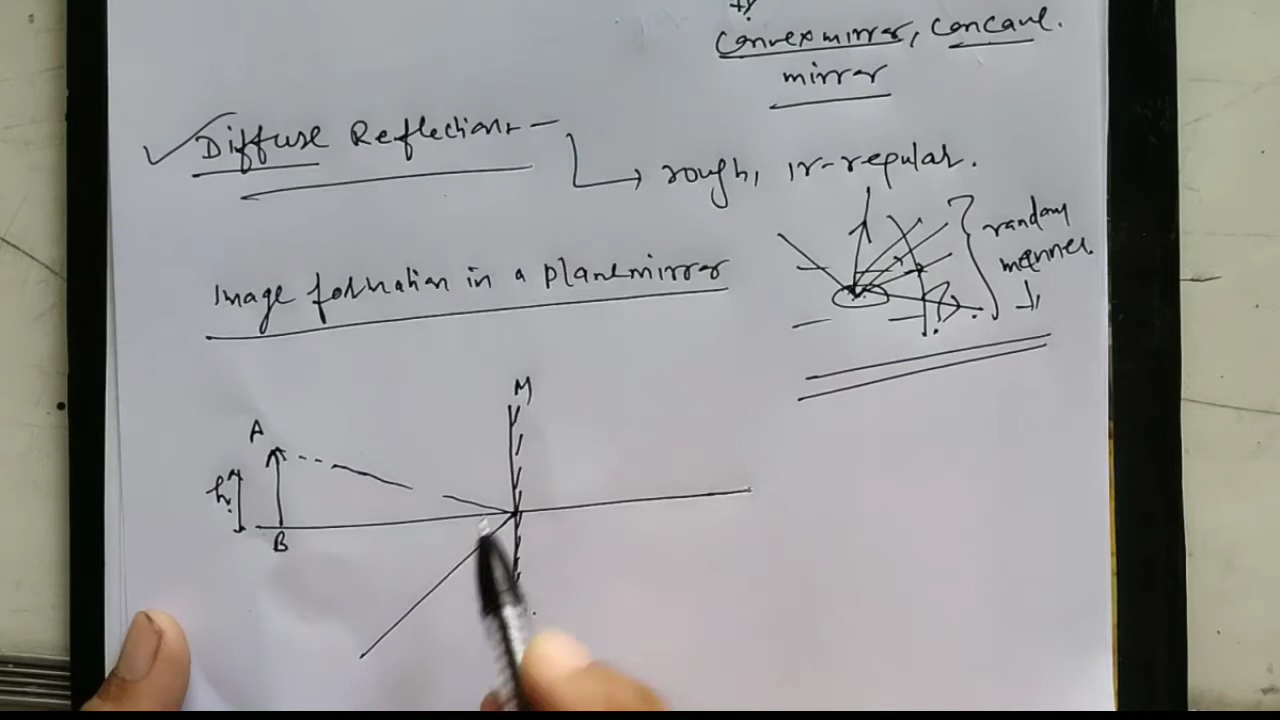 Convex mirror, Concave.
mirror
Diffuse Reflection -
rough, ir-regular.
random
manner.
Image formation in a plane mirror
M
A
h
B